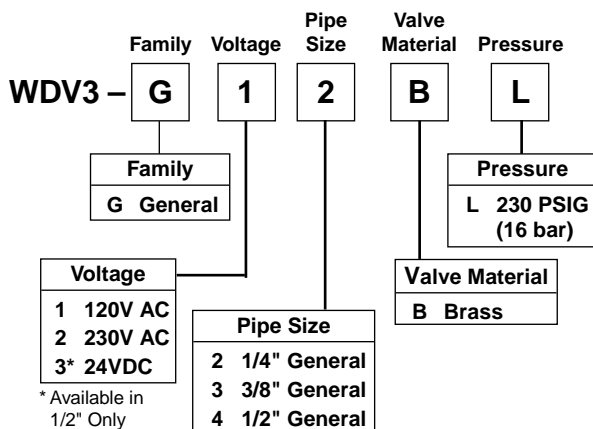 Family Voltage Pipe Size Valve Material Pressure
WDV3 – G 1 2 B L
Family
G General
Pressure
L 230 PSIG
(16 bar)
Voltage
1 120V AC
2 230V AC
3* 24VDC
* Available in
1/2" Only
Pipe Size
2 1/4" General
3 3/8" General
4 1/2" General
Valve Material
B Brass